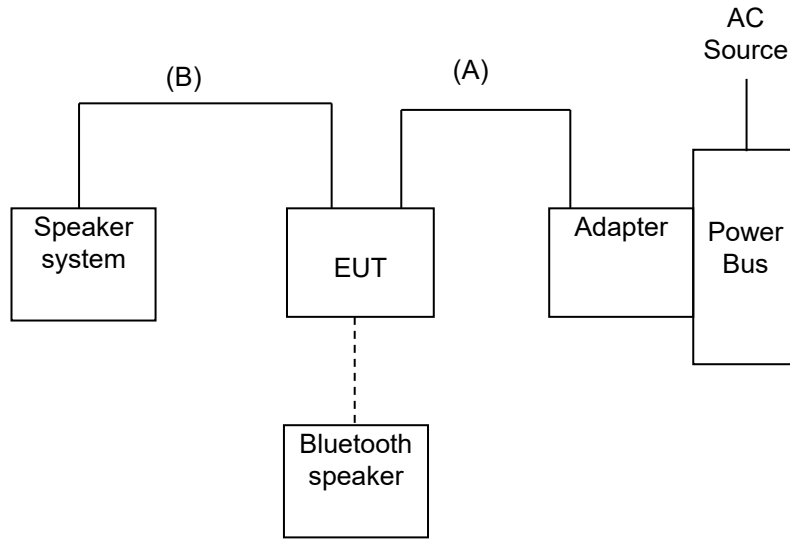 AC
Source
(B)
(A)
Speaker
system
EUT
Adapter
Power
Bus
Bluetooth
speaker